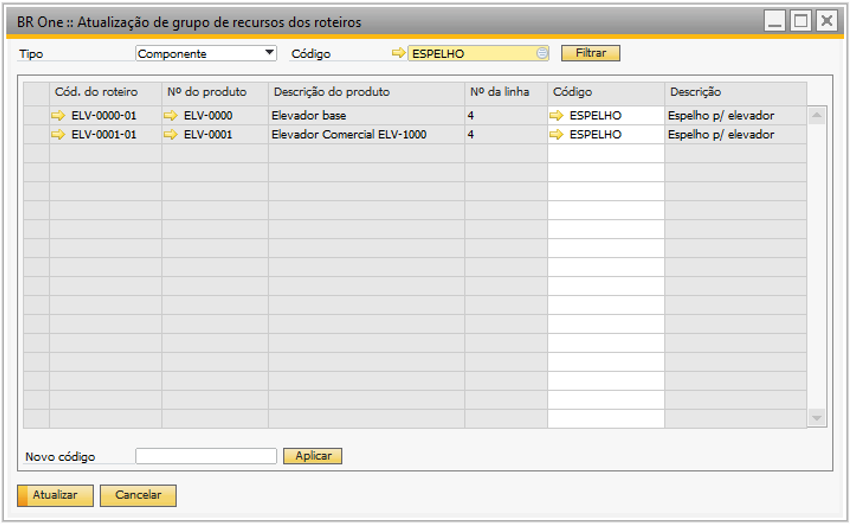 BR One :: Atualização de grupo de recursos dos roteiros
Tipo Componente Código ESPELHO Filtrar
Cód. do roteiro Nº do produto Descrição do produto Nº da linha Código Descrição
ELV-0000-01 ELV-0000 Elevador base 4 ESPELHO Espelho p/ elevador
ELV-0001-01 ELV-0001 Elevador Comercial ELV-1000 4 ESPELHO Espelho p/ elevador
Novo código Aplicar
Atualizar Cancelar